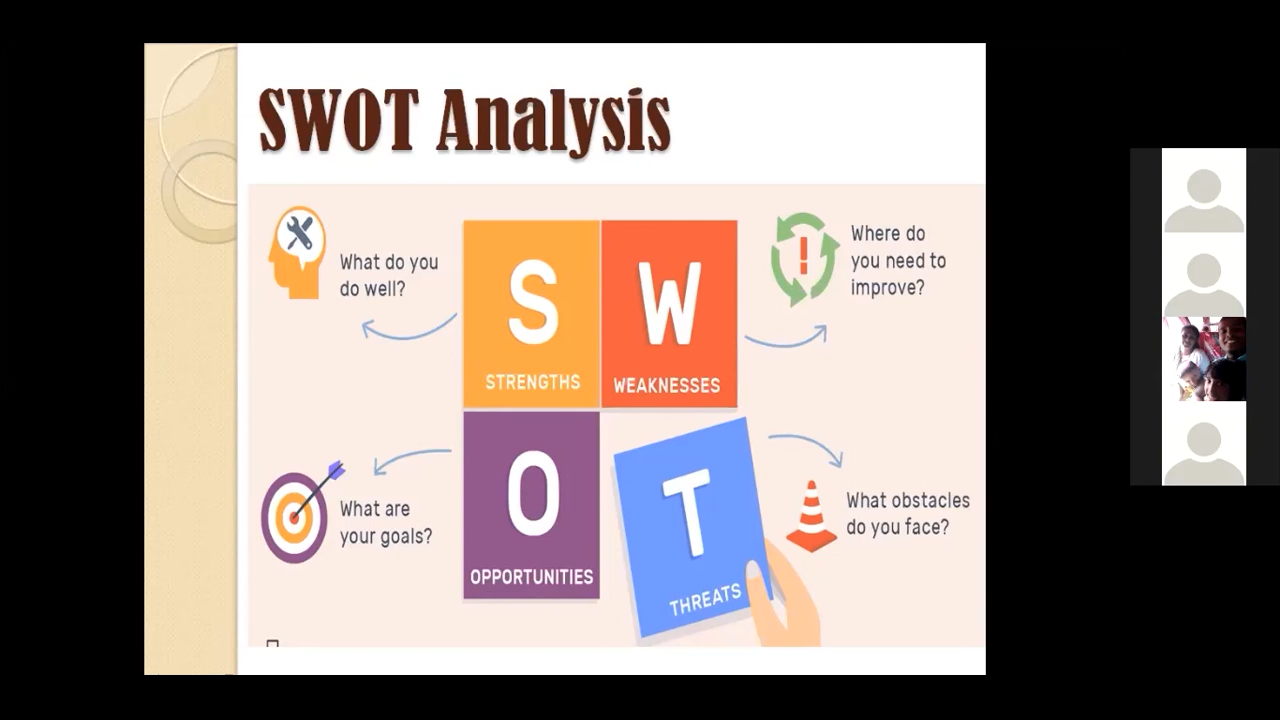 SWOT Analysis
What do you
do well?
S
STRENGTHS
W
WEAKNESSES
Where do
you need to
improve?
What are
your goals?
O
OPPORTUNITIES
T
THREATS
What obstacles
do you face?